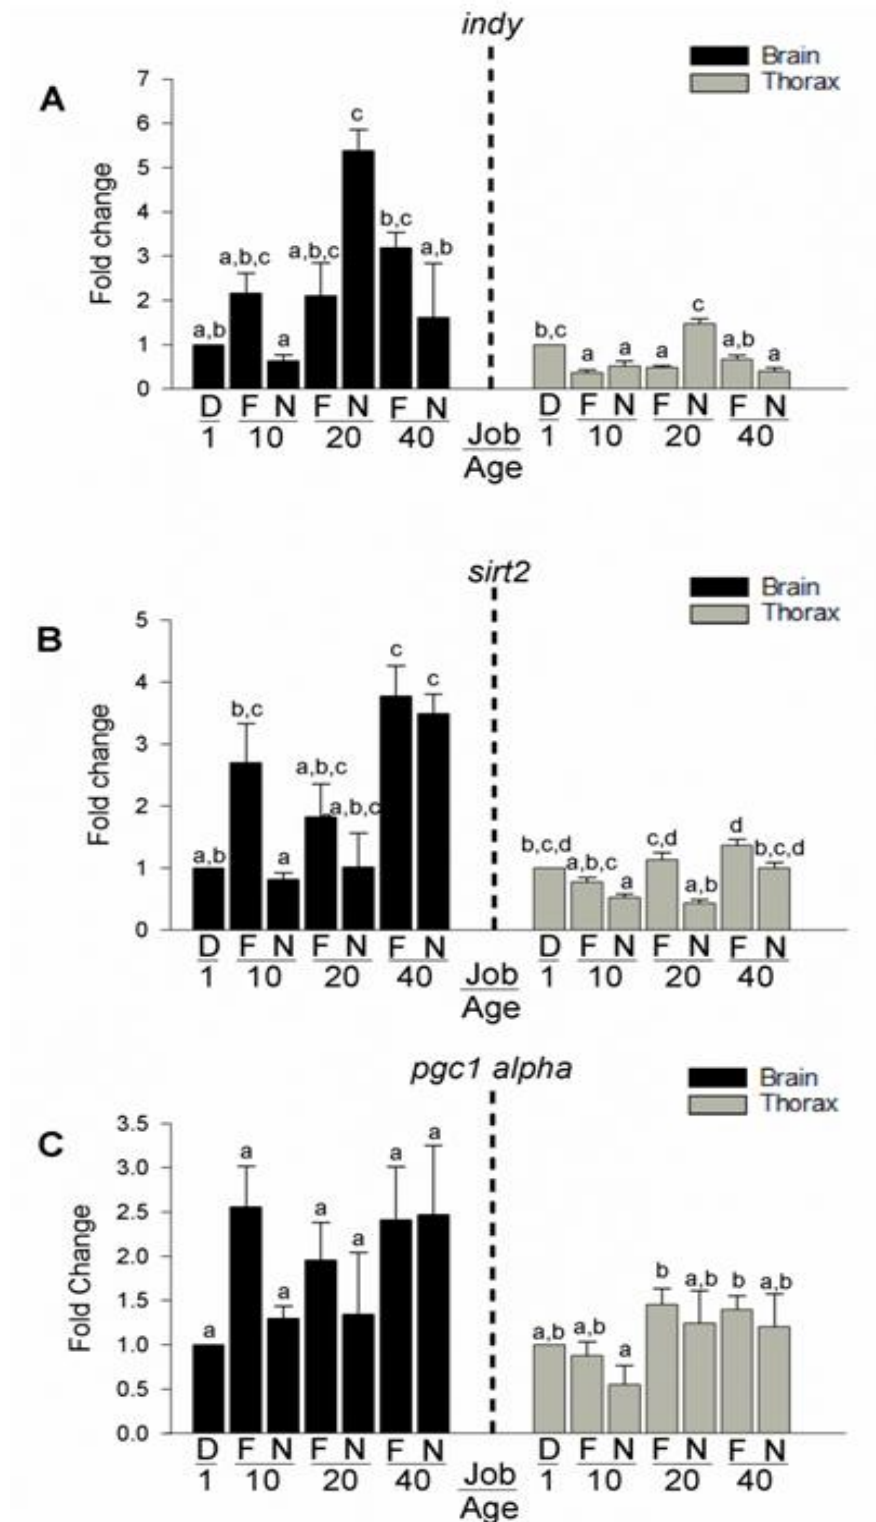 indy
Brain
Thorax
A
7
6
5
4
3
2
1
0
Fold change
a,b
a,b,c
a
a,b,c
c
b,c
a,b
b,c
a
a
a
c
a,b
a
D F N F N F N D F N F N F N
1 10 20 40 Job 1 10 20 40
Age
sirt2
Brain
Thorax
B
5
4
3
2
1
0
Fold change
a,b
b,c
a
a,b,c
a,b,c
c
c
b,c,d
a,b,c
a
c,d
a,b
d
b,c,d
D F N F N F N D F N F N F N
1 10 20 40 Job 1 10 20 40
Age
pgc1 alpha
Brain
Thorax
C
3.5
3.0
2.5
2.0
1.5
1.0
0.5
0.0
Fold Change
a
a
a
a
a
a
a
a,b
a,b
a
b
a,b
b
a,b
D F N F N F N D F N F N F N
1 10 20 40 Job 1 10 20 40
Age